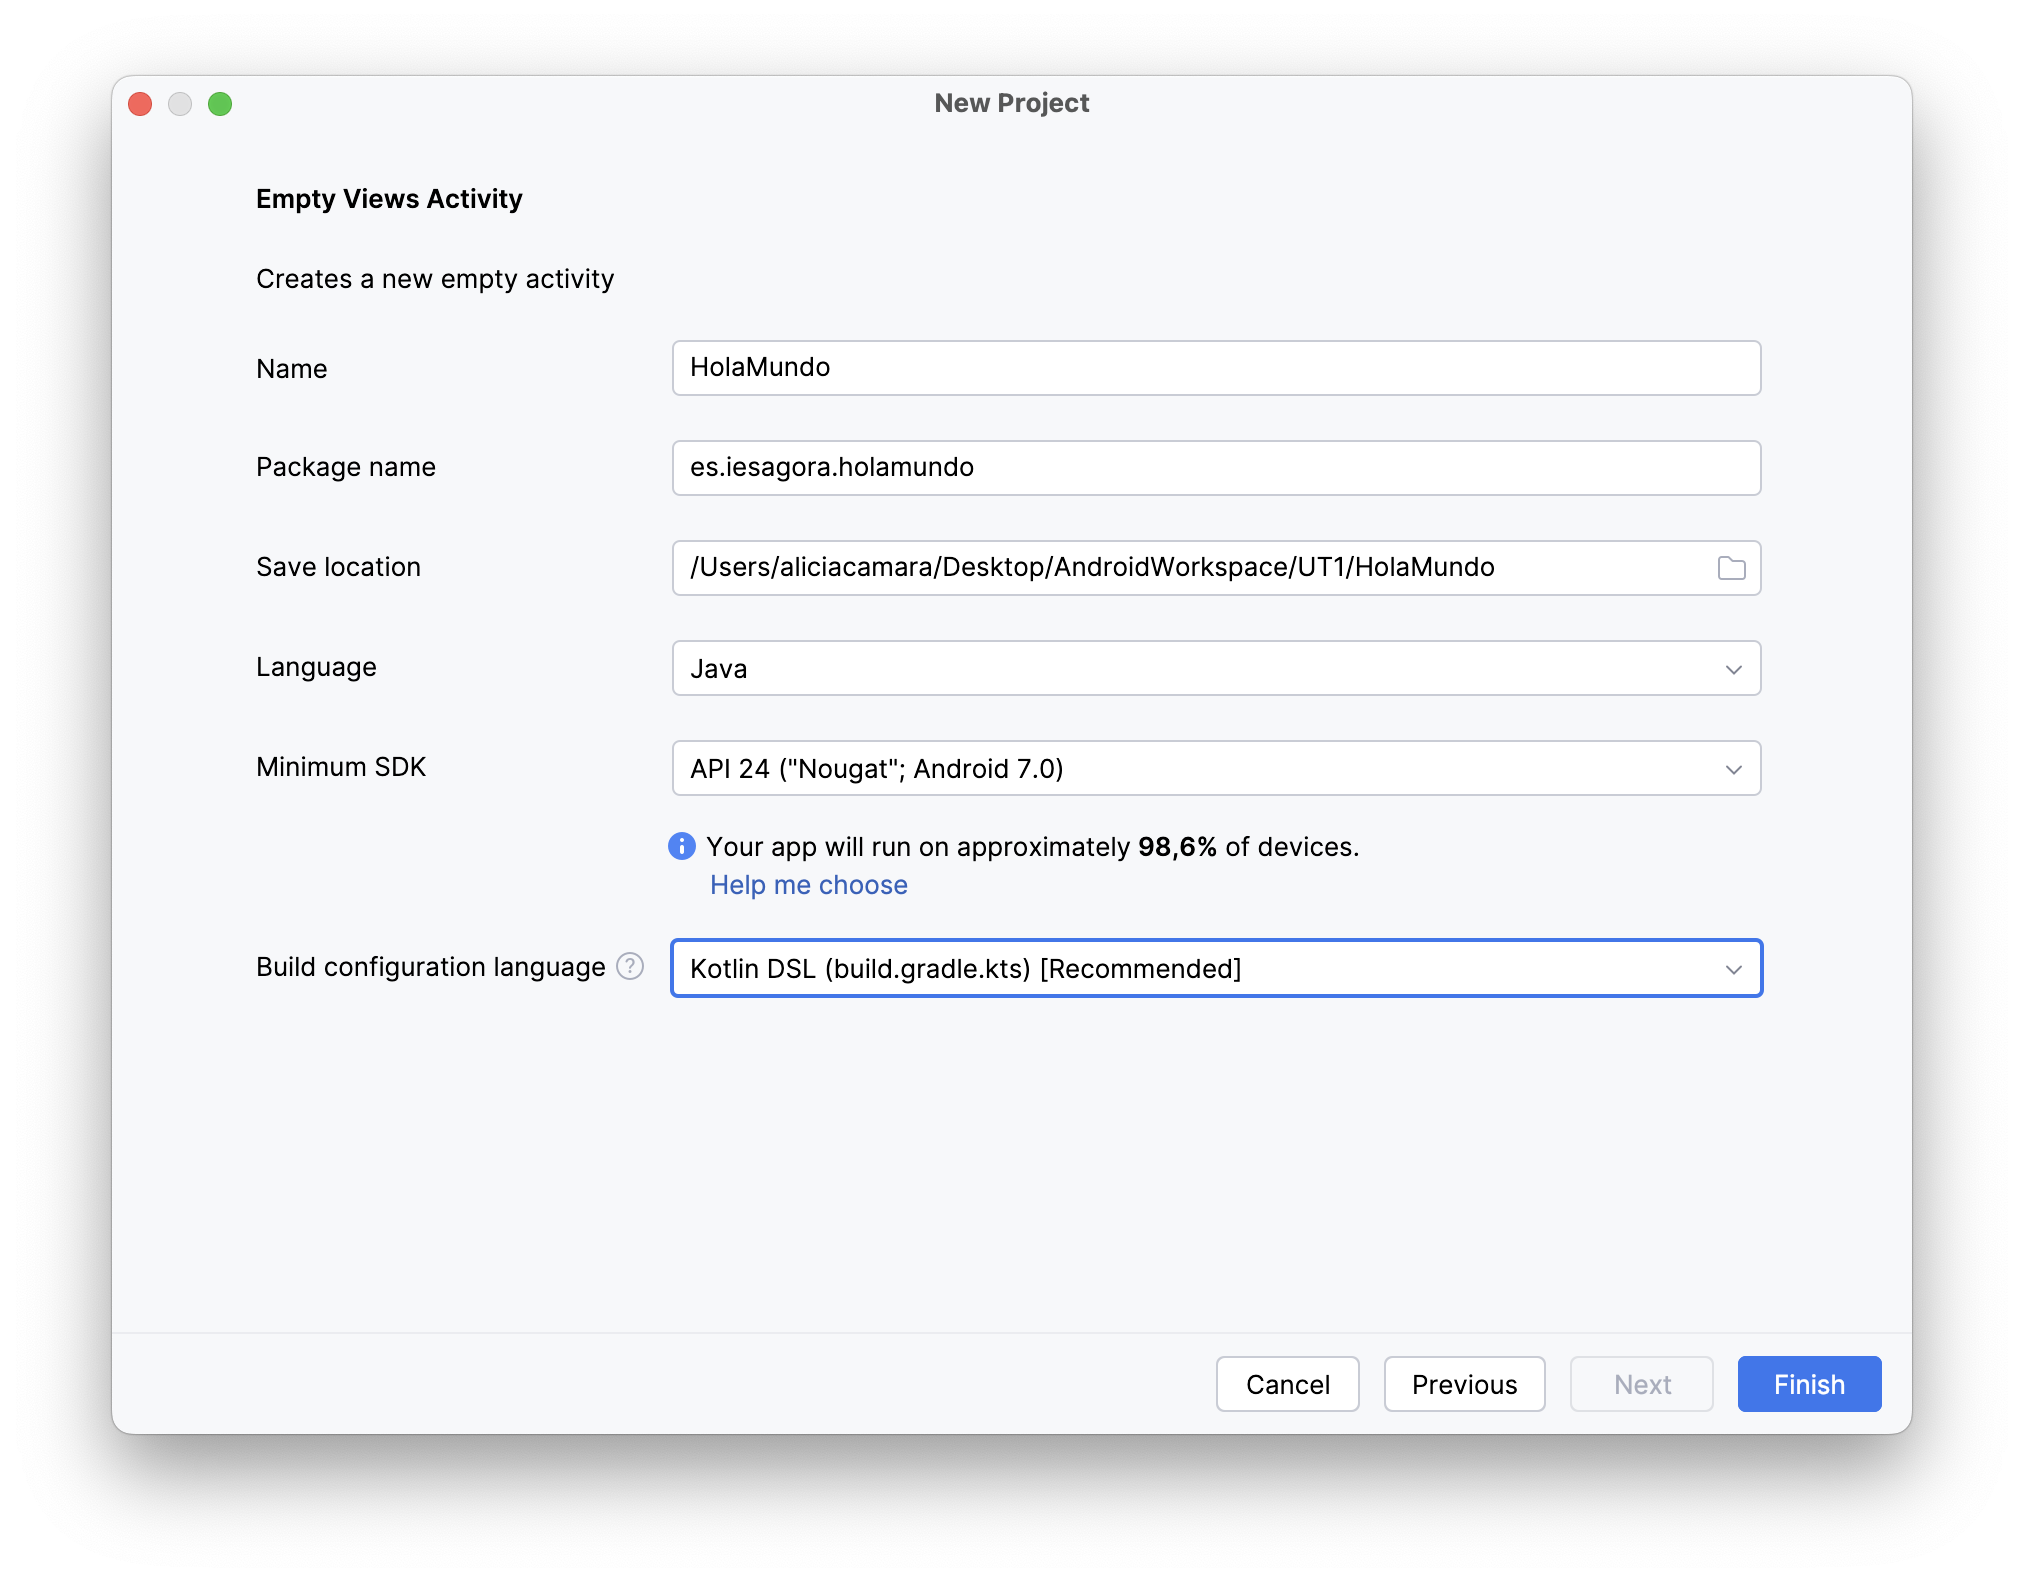 New Project
Empty Views Activity
Creates a new empty activity
Name HolaMundo
Package name es.iesagora.holamundo
Save location /Users/aliciacamara/Desktop/AndroidWorkspace/UT1/HolaMundo
Language Java
Minimum SDK API 24 ("Nougat"; Android 7.0)
Your app will run on approximately 98,6% of devices.
Help me choose
Build configuration language ? Kotlin DSL (build.gradle.kts) [Recommended]
Cancel Previous Next Finish